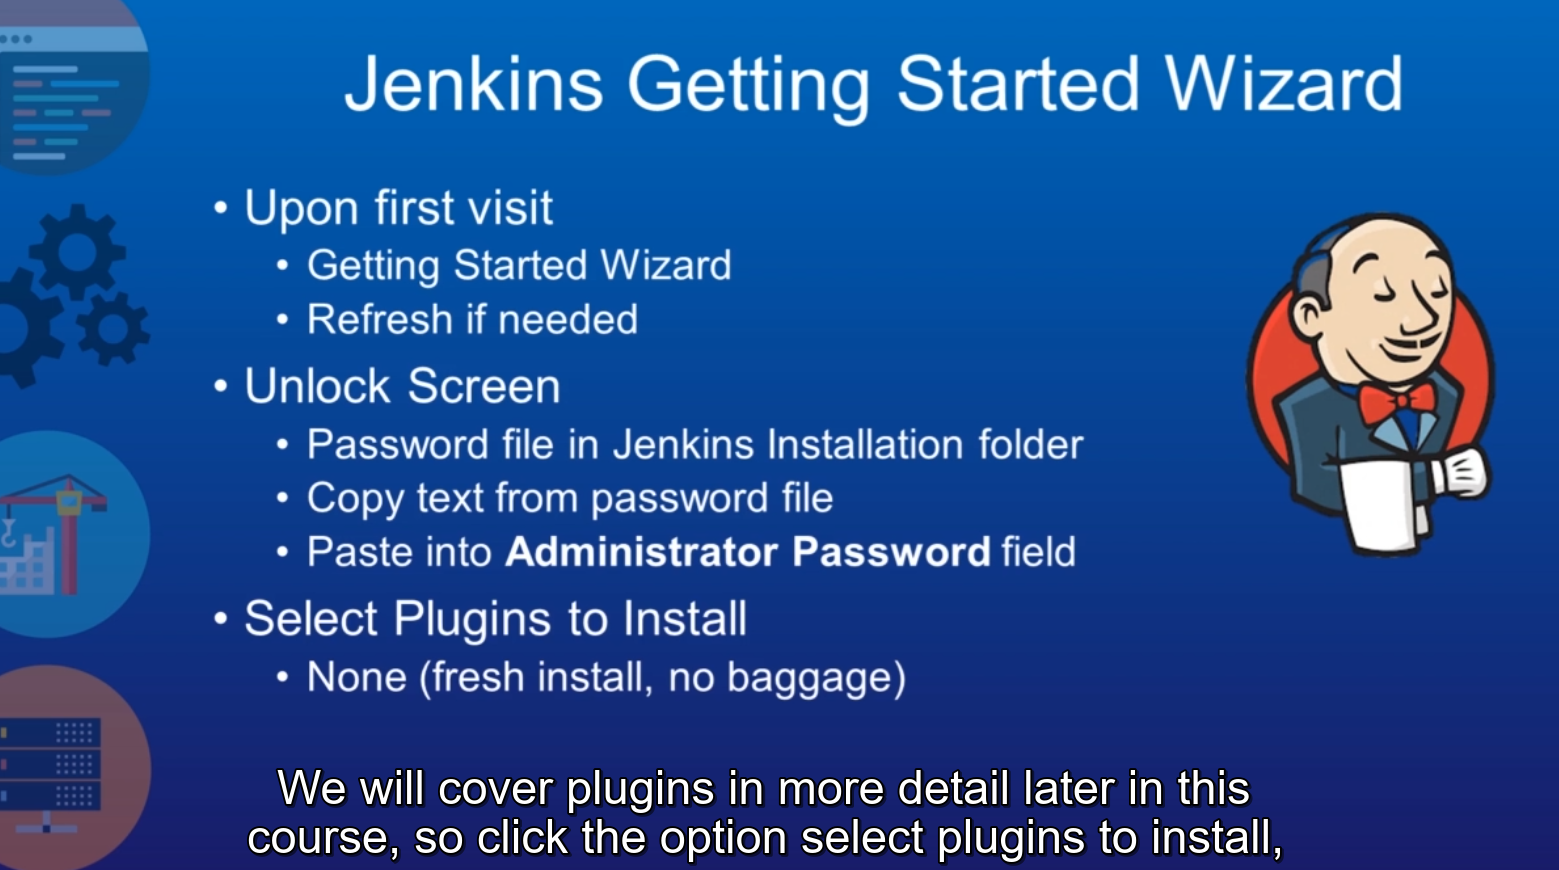 Jenkins Getting Started Wizard
• Upon first visit
• Getting Started Wizard
• Refresh if needed
• Unlock Screen
• Password file in Jenkins Installation folder
• Copy text from password file
• Paste into Administrator Password field
• Select Plugins to Install
• None (fresh install, no baggage)
We will cover plugins in more detail later in this
course, so click the option select plugins to install,